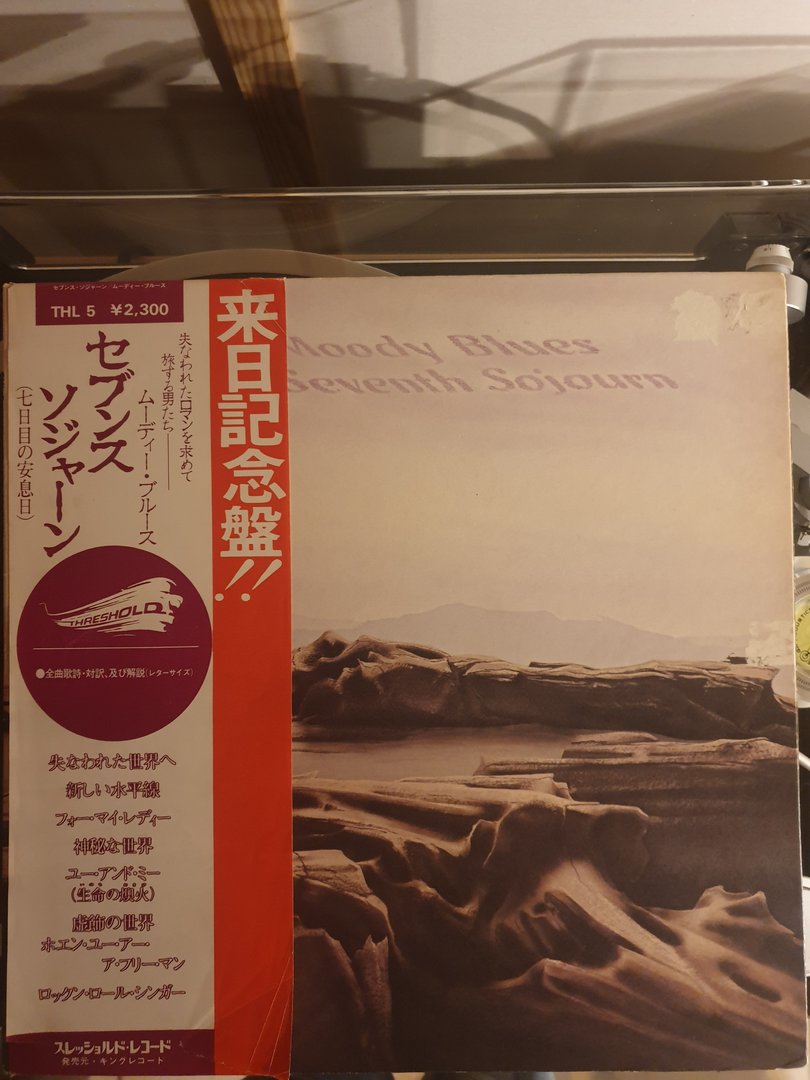 セブンス・ソジャーン/ムーディー・ブルース
THL 5 ¥2,300
来日記念盤!!
失なわれたロマンを求めて
旅する男たち——
ムーディー・ブルース
セブンス
ソジャーン
(七日目の安息日)
Moody Blues
Seventh Sojourn
THRESHOLD
●全曲歌詩・対訳、及び解説(レターサイズ)
失なわれた世界へ
新しい水平線
フォー・マイ・レディー
神秘な世界
ユー・アンド・ミー
(生命の煩火)
虚飾の世界
ホエン・ユー・アー・
ア・フリー・マン
ロックン・ロール・シンガー
スレッショルド・レコード
発売元・キングレコード